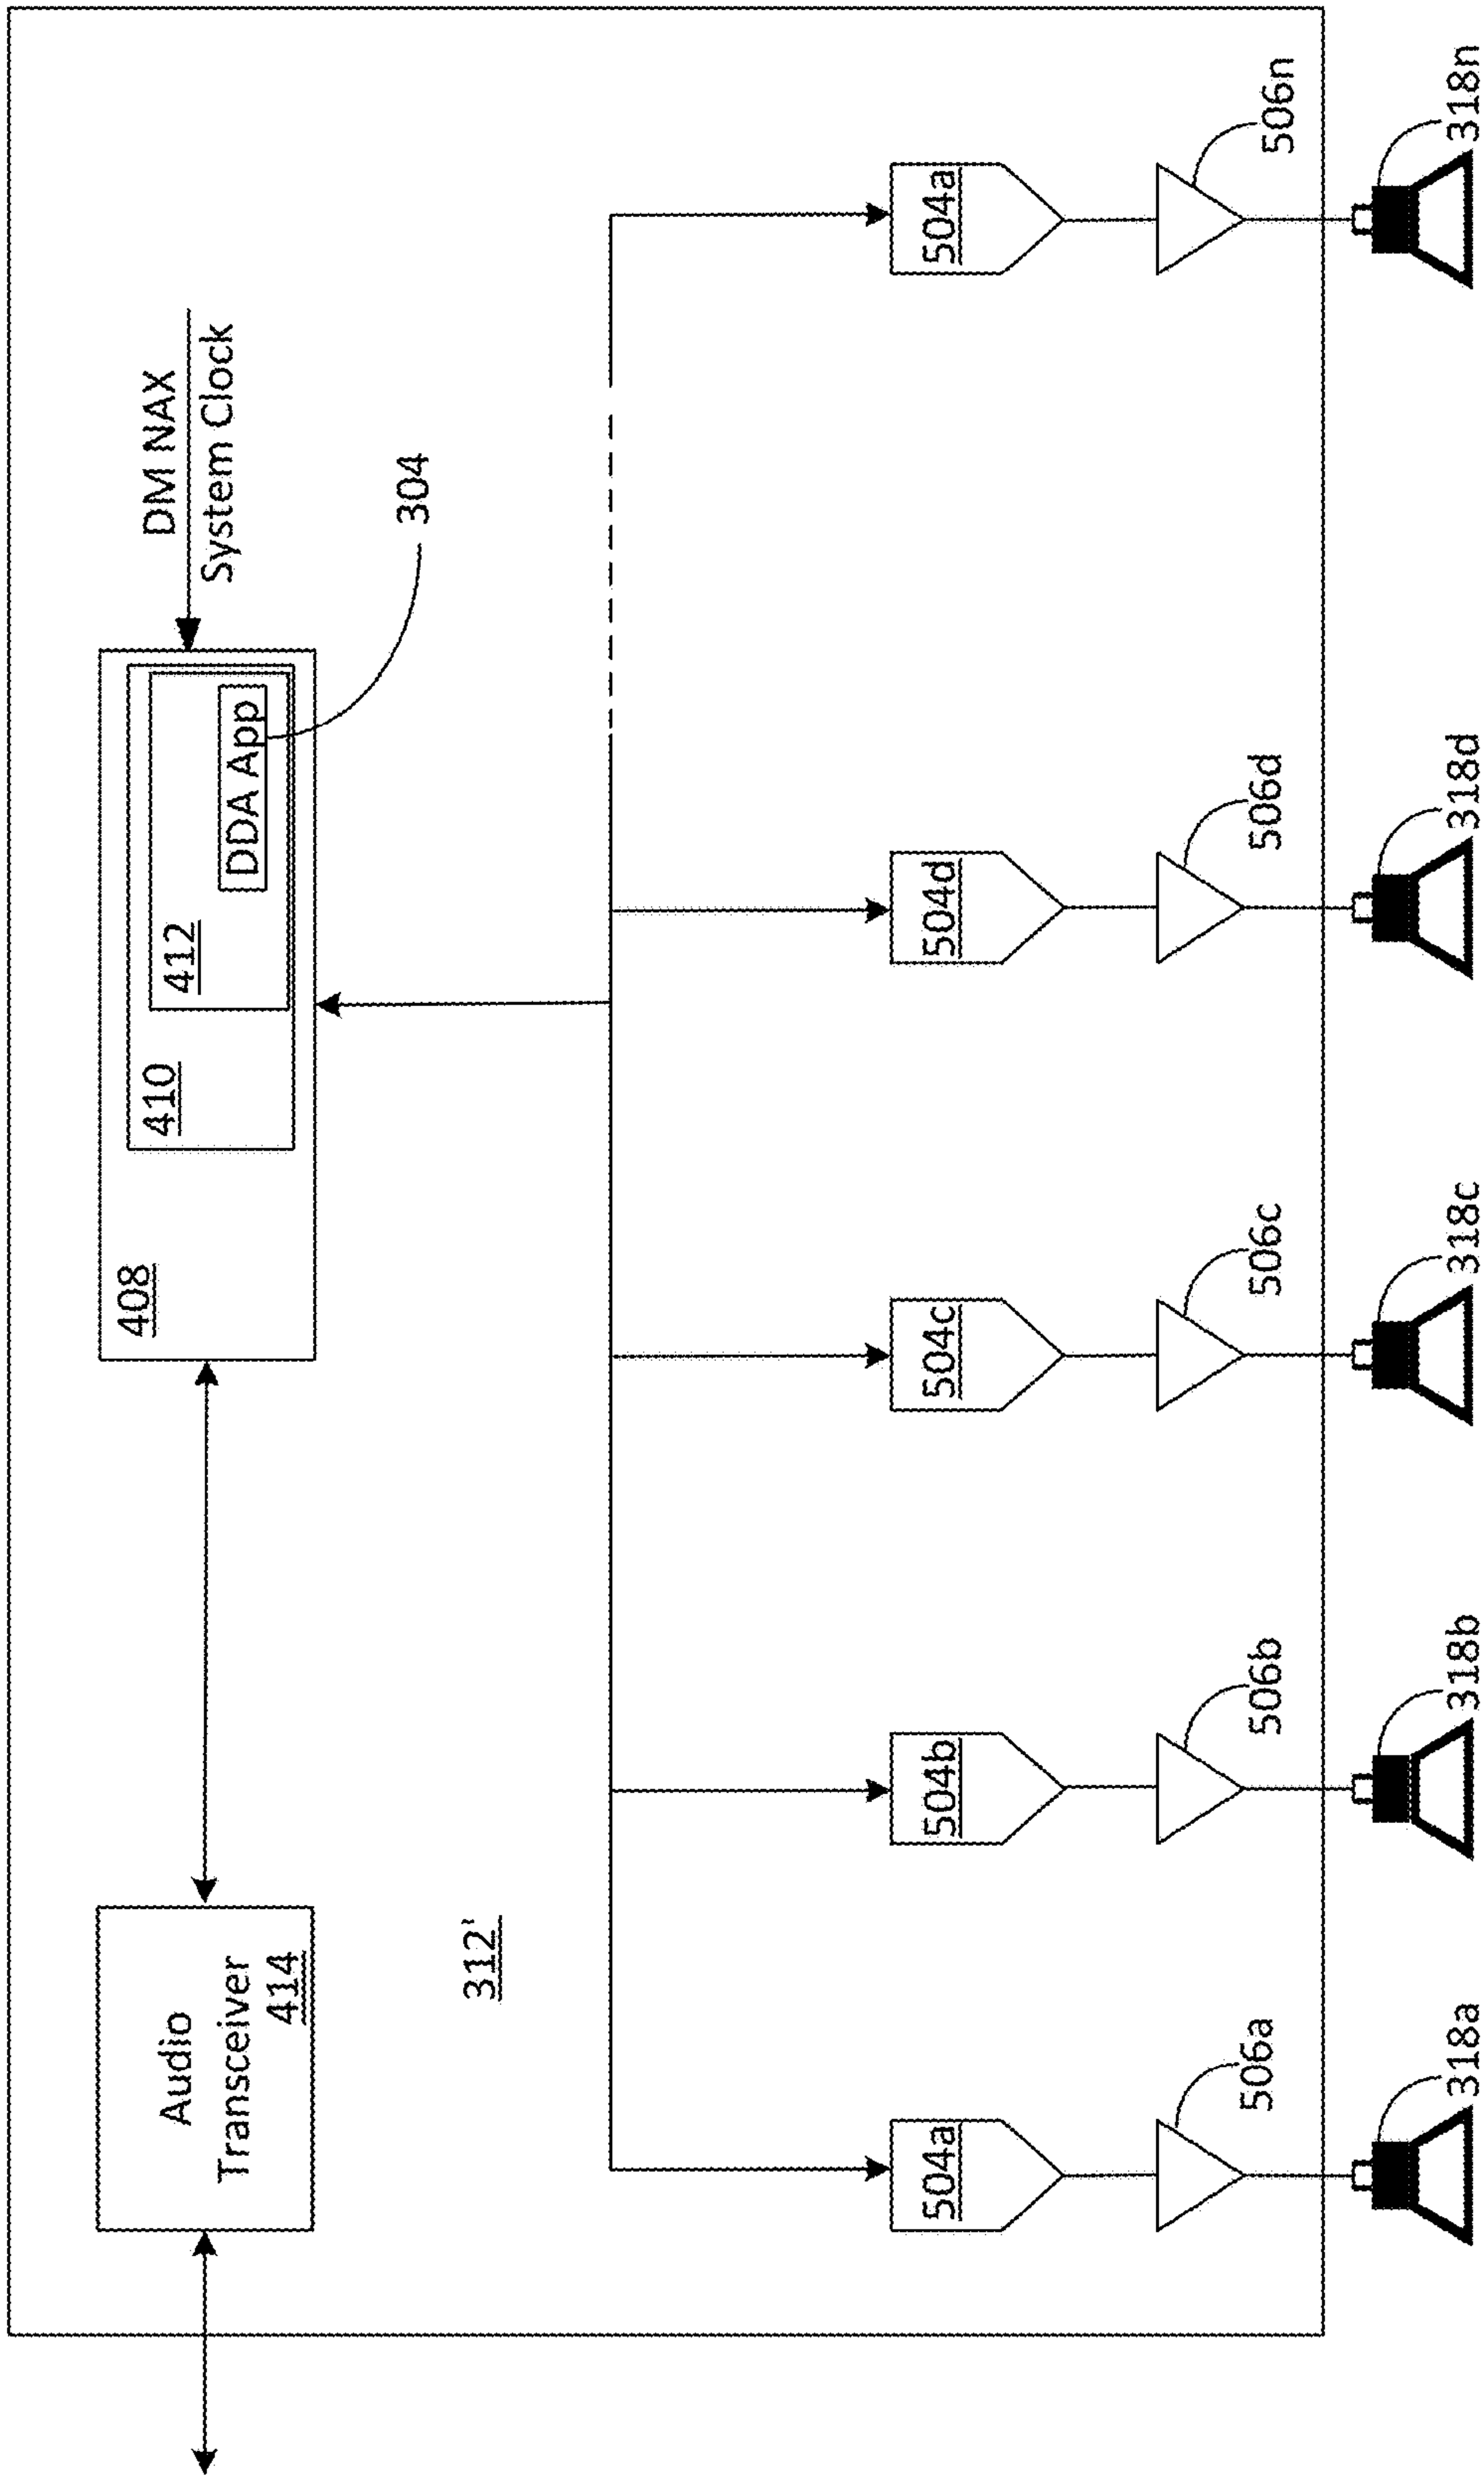 Audio
Transceiver
414
408
410
412
DDA App
DM NAX
System Clock
304
312'
504a
504b
504c
504d
504a
506a
506b
506c
506d
506n
318a
318b
318c
318d
318n